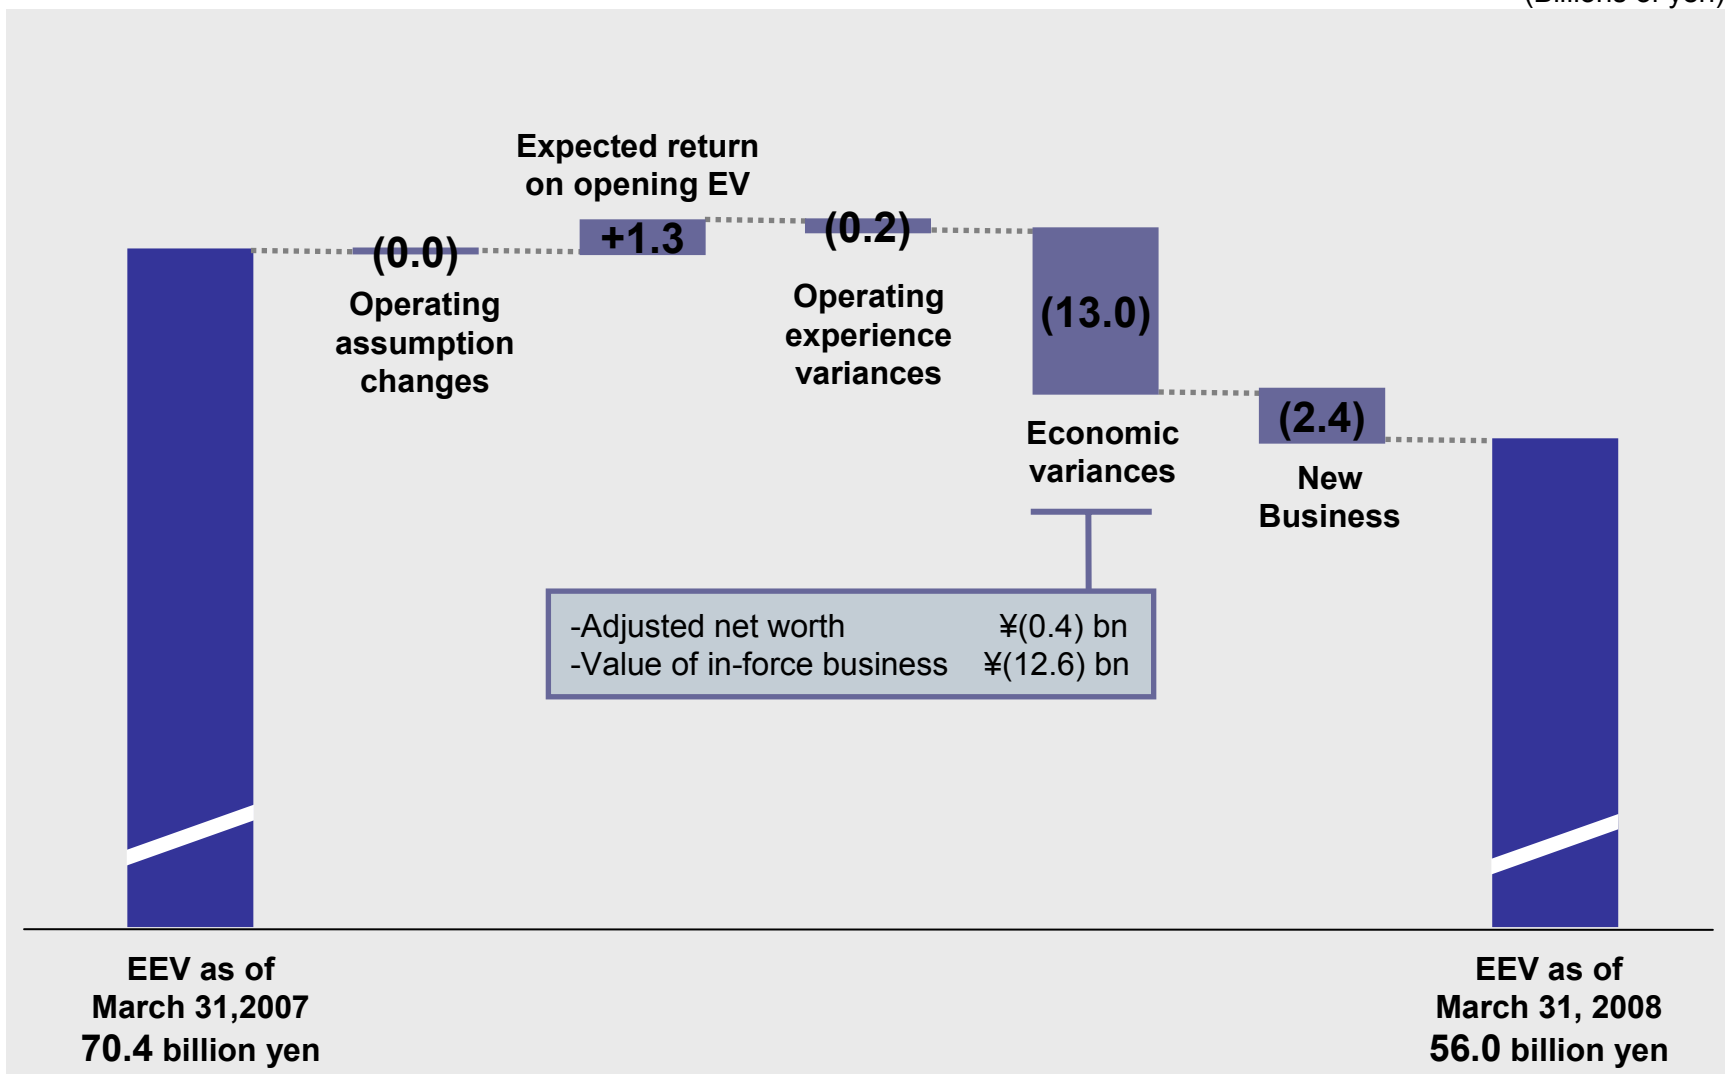 (Billions of yen)
Expected return
on opening EV
(0.0)
+1.3
(0.2)
Operating
assumption
changes
Operating
experience
variances
(13.0)
Economic
variances
(2.4)
New
Business
-Adjusted net worth ¥(0.4) bn
-Value of in-force business ¥(12.6) bn
EEV as of
March 31,2007
70.4 billion yen
EEV as of
March 31, 2008
56.0 billion yen